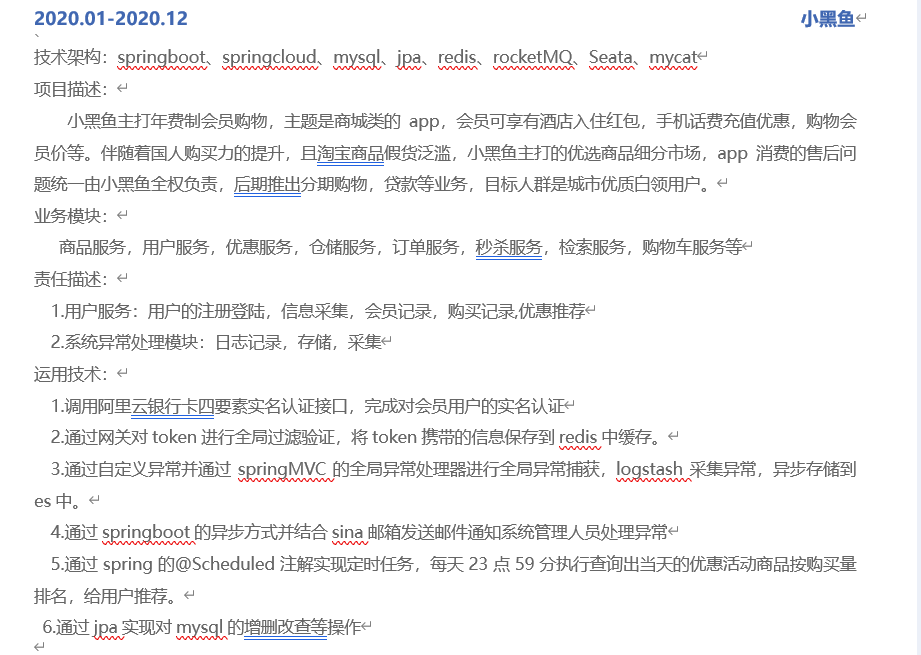 2020.01-2020.12 小黑鱼
、
技术架构：springboot、springcloud、mysql、jpa、redis、rocketMQ、Seata、mycat
项目描述：
小黑鱼主打年费制会员购物，主题是商城类的 app，会员可享有酒店入住红包，手机话费充值优惠，购物会
员价等。伴随着国人购买力的提升，且淘宝商品假货泛滥，小黑鱼主打的优选商品细分市场，app 消费的售后问
题统一由小黑鱼全权负责，后期推出分期购物，贷款等业务，目标人群是城市优质白领用户。
业务模块：
商品服务，用户服务，优惠服务，仓储服务，订单服务，秒杀服务，检索服务，购物车服务等
责任描述：
1.用户服务：用户的注册登陆，信息采集，会员记录，购买记录,优惠推荐
2.系统异常处理模块：日志记录，存储，采集
运用技术：
1.调用阿里云银行卡四要素实名认证接口，完成对会员用户的实名认证
2.通过网关对 token 进行全局过滤验证，将 token 携带的信息保存到 redis 中缓存。
3.通过自定义异常并通过 springMVC 的全局异常处理器进行全局异常捕获，logstash 采集异常，异步存储到
es 中。
4.通过 springboot 的异步方式并结合 sina 邮箱发送邮件通知系统管理人员处理异常
5.通过 spring 的@Scheduled 注解实现定时任务，每天 23 点 59 分执行查询出当天的优惠活动商品按购买量
排名，给用户推荐。
6.通过 jpa 实现对 mysql 的增删改查等操作